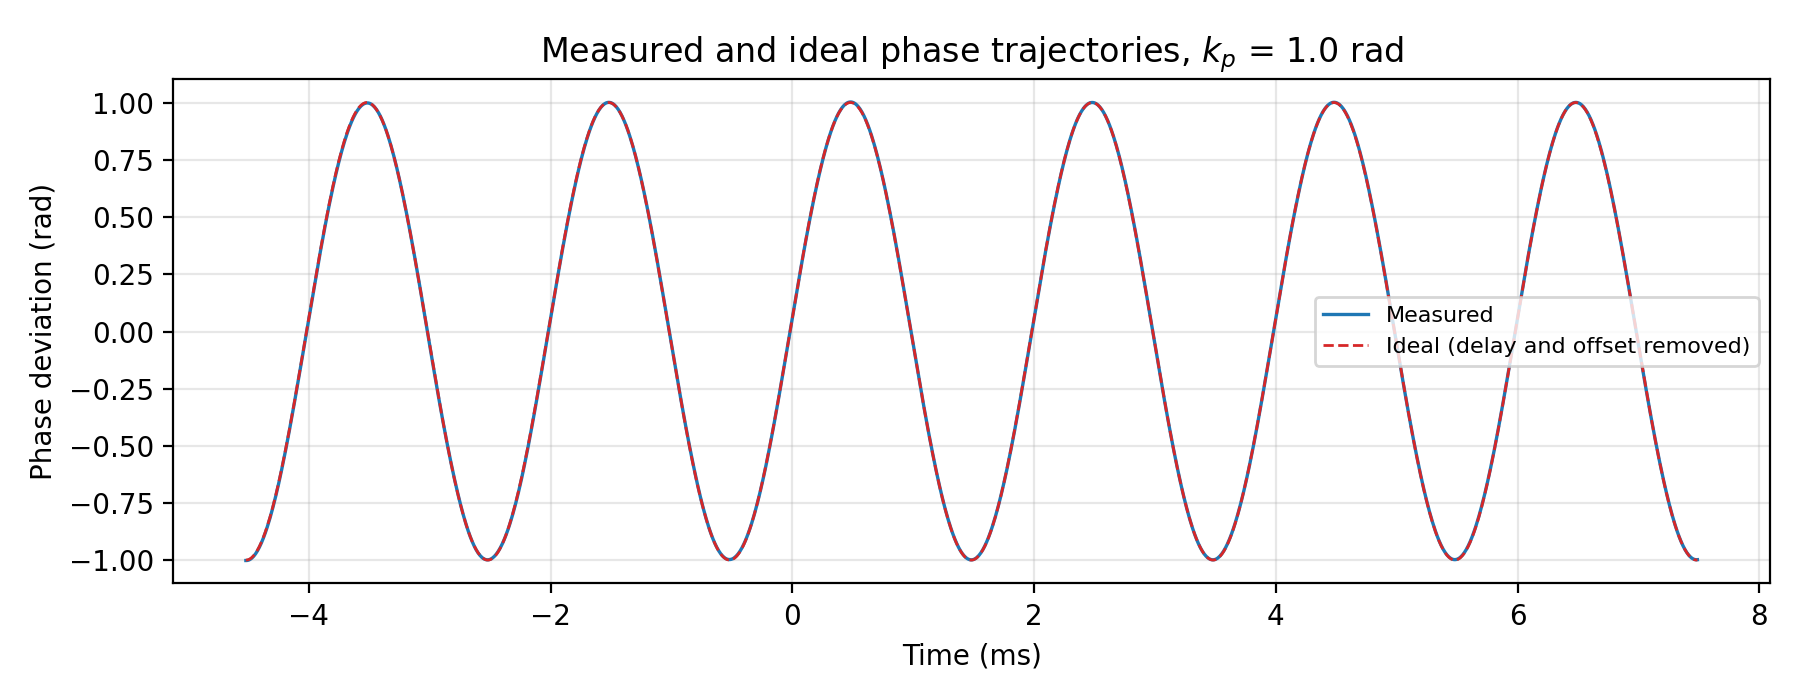 Measured and ideal phase trajectories, kₚ = 1.0 rad
Phase deviation (rad)
1.00
0.75
0.50
0.25
0.00
−0.25
−0.50
−0.75
−1.00
Measured
Ideal (delay and offset removed)
−4 −2 0 2 4 6 8
Time (ms)